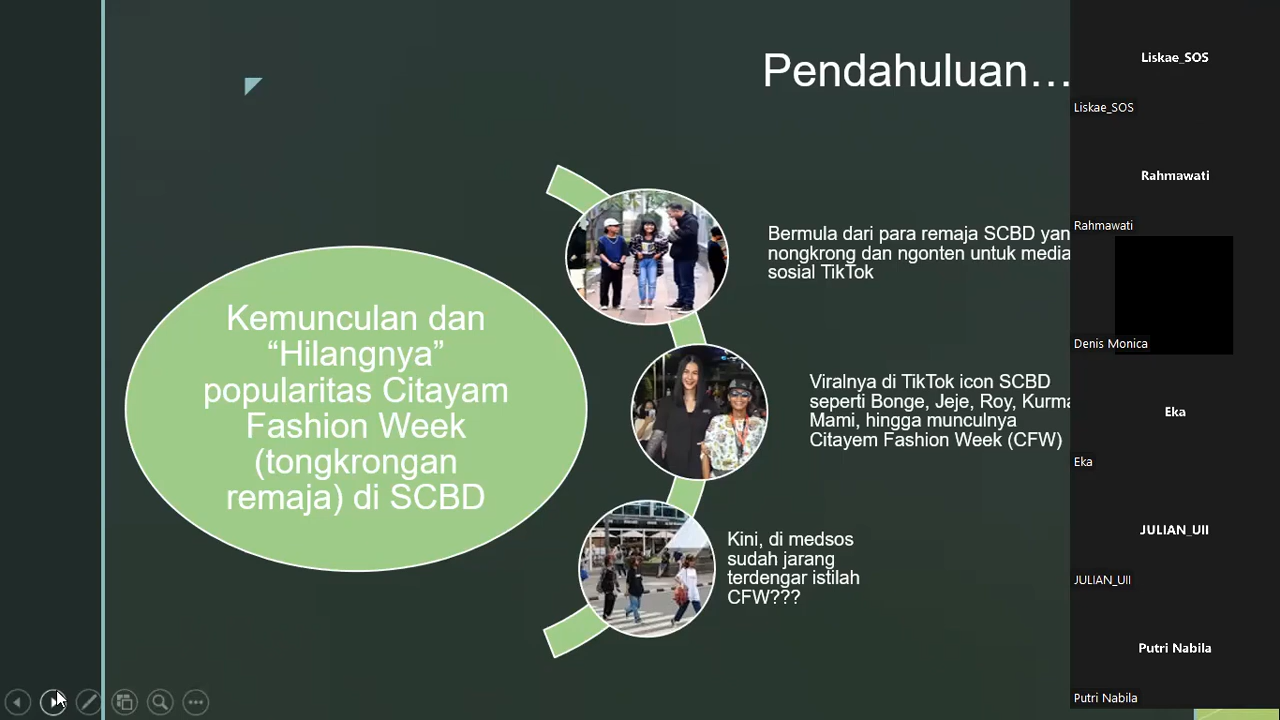 Pendahuluan...
Kemunculan dan
“Hilangnya”
popularitas Citayam
Fashion Week
(tongkrongan
remaja) di SCBD
Bermula dari para remaja SCBD yan
nongkrong dan ngonten untuk media
sosial TikTok
Viralnya di TikTok icon SCBD
seperti Bonge, Jeje, Roy, Kurma
Mami, hingga munculnya
Citayem Fashion Week (CFW)
Kini, di medsos
sudah jarang
terdengar istilah
CFW???
Liskae_SOS
Liskae_SOS
Rahmawati
Rahmawati
Denis Monica
Eka
Eka
JULIAN_UII
JULIAN_UII
Putri Nabila
Putri Nabila